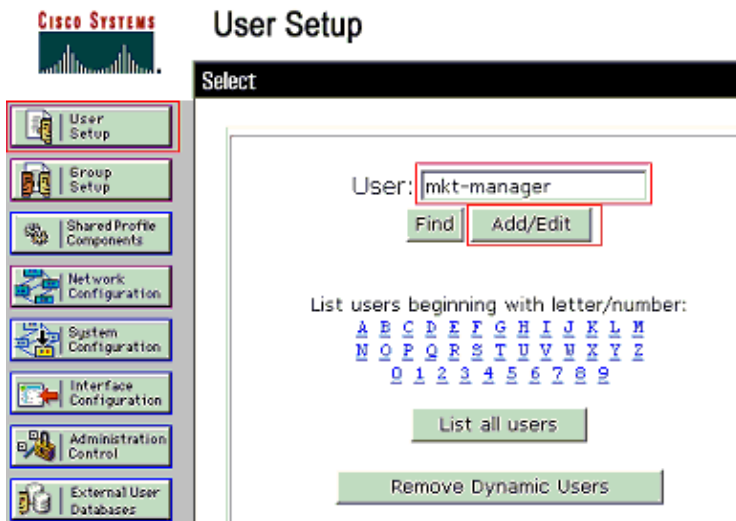 CISCO SYSTEMS
User Setup
Select
User
Setup
Group
Setup
Shared Profile
Components
Network
Configuration
System
Configuration
Interface
Configuration
Administration
Control
External User
Databases
User: mkt-manager
Find Add/Edit
List users beginning with letter/number:
A B C D E F G H I J K L M
N O P Q R S T U V W X Y Z
0 1 2 3 4 5 6 7 8 9
List all users
Remove Dynamic Users